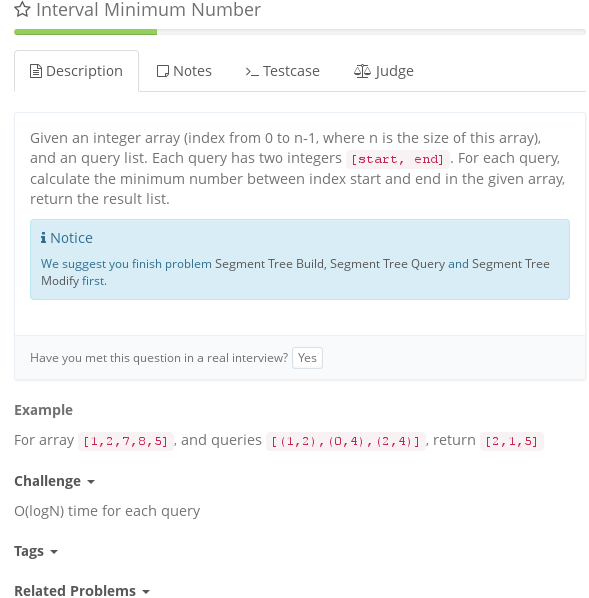 Interval Minimum Number
Description
Notes
Testcase
Judge
Given an integer array (index from 0 to n-1, where n is the size of this array),
and an query list. Each query has two integers [start, end] . For each query,
calculate the minimum number between index start and end in the given array,
return the result list.
Notice
We suggest you finish problem Segment Tree Build, Segment Tree Query and Segment Tree
Modify first.
Have you met this question in a real interview? Yes
Example
For array [1,2,7,8,5] , and queries [(1,2),(0,4),(2,4)] , return [2,1,5]
Challenge
O(logN) time for each query
Tags
Related Problems